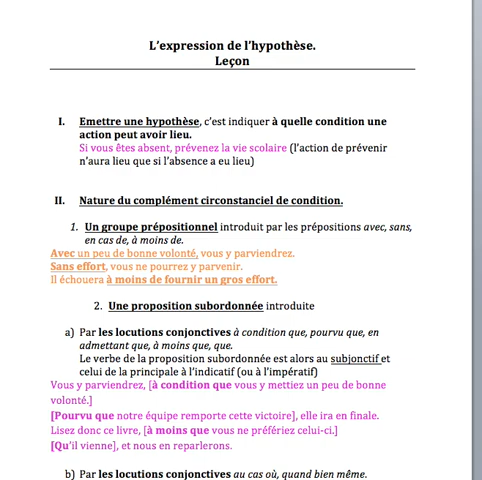 L'expression de l'hypothèse.
Leçon
I. Emettre une hypothèse, c'est indiquer à quelle condition une
action peut avoir lieu.
Si vous êtes absent, prévenez la vie scolaire (l'action de prévenir
n'aura lieu que si l'absence a eu lieu)
II. Nature du complément circonstanciel de condition.
1. Un groupe prépositionnel introduit par les prépositions avec, sans,
en cas de, à moins de.
Avec un peu de bonne volonté, vous y parviendrez.
Sans effort, vous ne pourrez y parvenir.
Il échouera à moins de fournir un gros effort.
2. Une proposition subordonnée introduite
a) Par les locutions conjonctives à condition que, pourvu que, en
admettant que, à moins que, que.
Le verbe de la proposition subordonnée est alors au subjonctif et
celui de la principale à l'indicatif (ou à l'impératif)
Vous y parviendrez, [à condition que vous y mettiez un peu de bonne
volonté.]
[Pourvu que notre équipe remporte cette victoire], elle ira en finale.
Lisez donc ce livre, [à moins que vous ne préfériez celui-ci.]
[Qu'il vienne], et nous en reparlerons.
b) Par les locutions conjonctives au cas où, quand bien même.